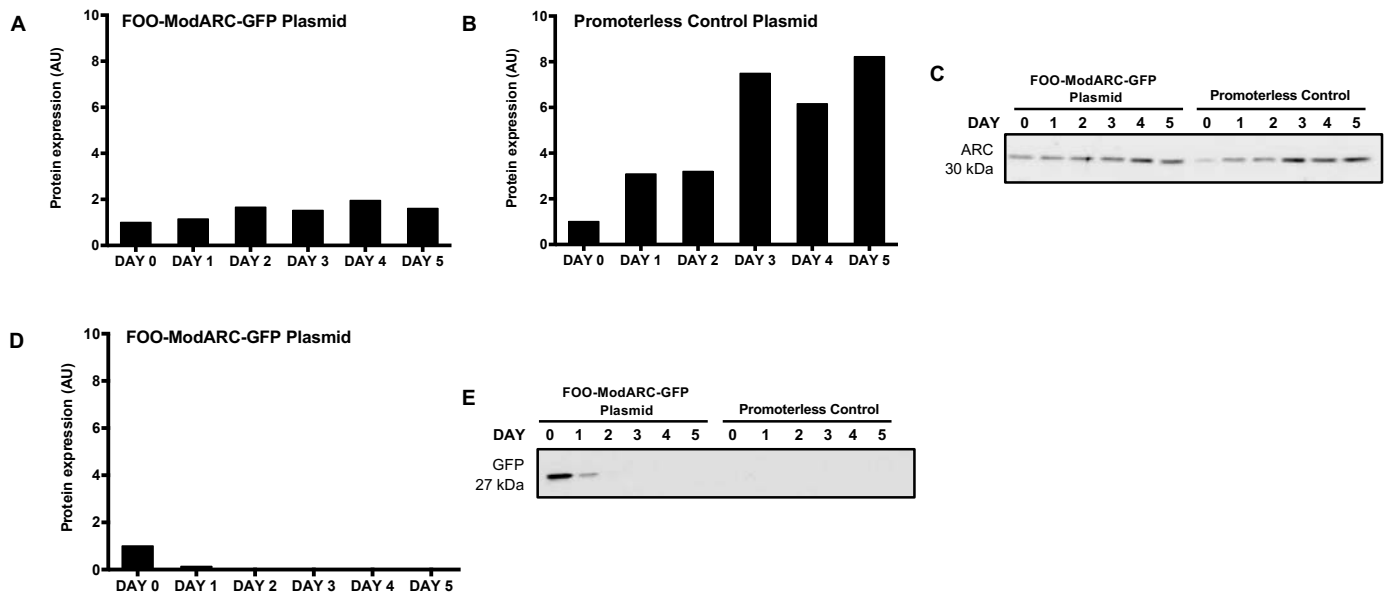 A
FOO-ModARC-GFP Plasmid
Protein expression (AU)
10
8
6
4
2
0
DAY 0 DAY 1 DAY 2 DAY 3 DAY 4 DAY 5
B
Promoterless Control Plasmid
Protein expression (AU)
10
8
6
4
2
0
DAY 0 DAY 1 DAY 2 DAY 3 DAY 4 DAY 5
C
FOO-ModARC-GFP
Plasmid
Promoterless Control
DAY 0 1 2 3 4 5 0 1 2 3 4 5
ARC
30 kDa
D
FOO-ModARC-GFP Plasmid
Protein expression (AU)
10
8
6
4
2
0
DAY 0 DAY 1 DAY 2 DAY 3 DAY 4 DAY 5
E
FOO-ModARC-GFP
Plasmid
Promoterless Control
DAY 0 1 2 3 4 5 0 1 2 3 4 5
GFP
27 kDa